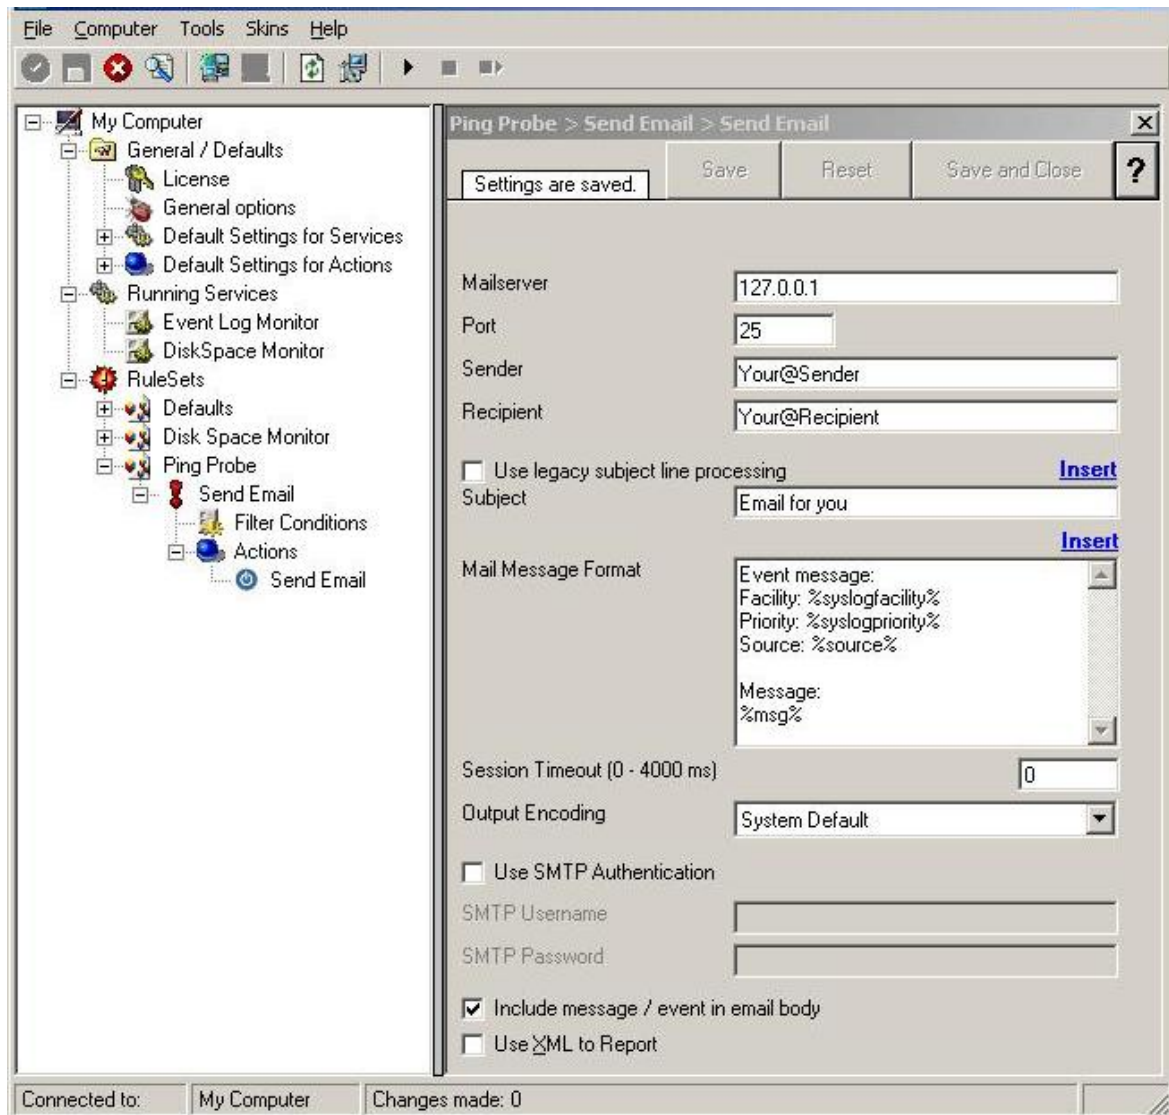 File Computer Tools Skins Help
My Computer
General / Defaults
License
General options
Default Settings for Services
Default Settings for Actions
Running Services
Event Log Monitor
DiskSpace Monitor
RuleSets
Defaults
Disk Space Monitor
Ping Probe
Send Email
Filter Conditions
Actions
Send Email
Ping Probe > Send Email > Send Email
Settings are saved. Save Reset Save and Close ?
Mailserver 127.0.0.1
Port 25
Sender Your@Sender
Recipient Your@Recipient
Use legacy subject line processing Insert
Subject Email for you
Insert
Mail Message Format Event message:
Facility: %syslogfacility%
Priority: %syslogpriority%
Source: %source%
Message:
%msg%
Session Timeout (0 - 4000 ms) 0
Output Encoding System Default
Use SMTP Authentication
SMTP Username
SMTP Password
Include message / event in email body
Use XML to Report
Connected to: My Computer Changes made: 0